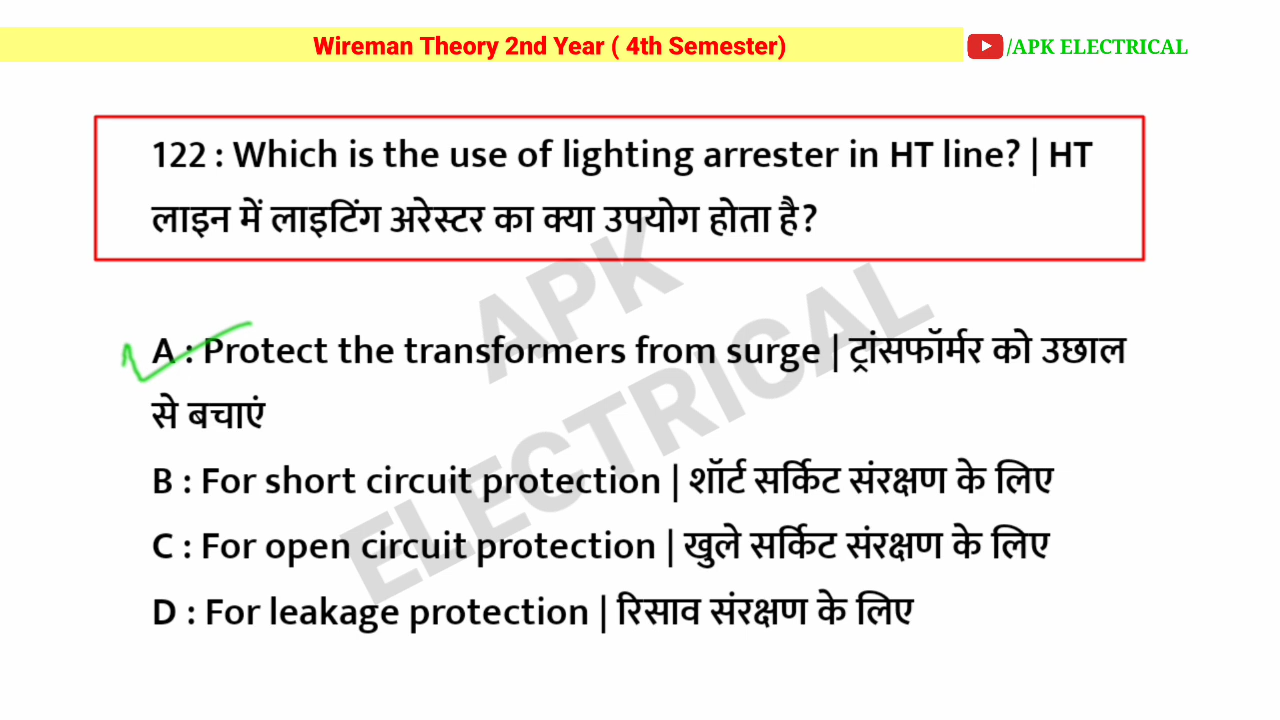 Wireman Theory 2nd Year ( 4th Semester)
/APK ELECTRICAL
122 : Which is the use of lighting arrester in HT line? | HT
लाइन में लाइटिंग अरेस्टर का क्या उपयोग होता है?
APK
ELECTRICAL
A : Protect the transformers from surge | ट्रांसफॉर्मर को उछाल
से बचाएं
B : For short circuit protection | शॉर्ट सर्किट संरक्षण के लिए
C : For open circuit protection | खुले सर्किट संरक्षण के लिए
D : For leakage protection | रिसाव संरक्षण के लिए